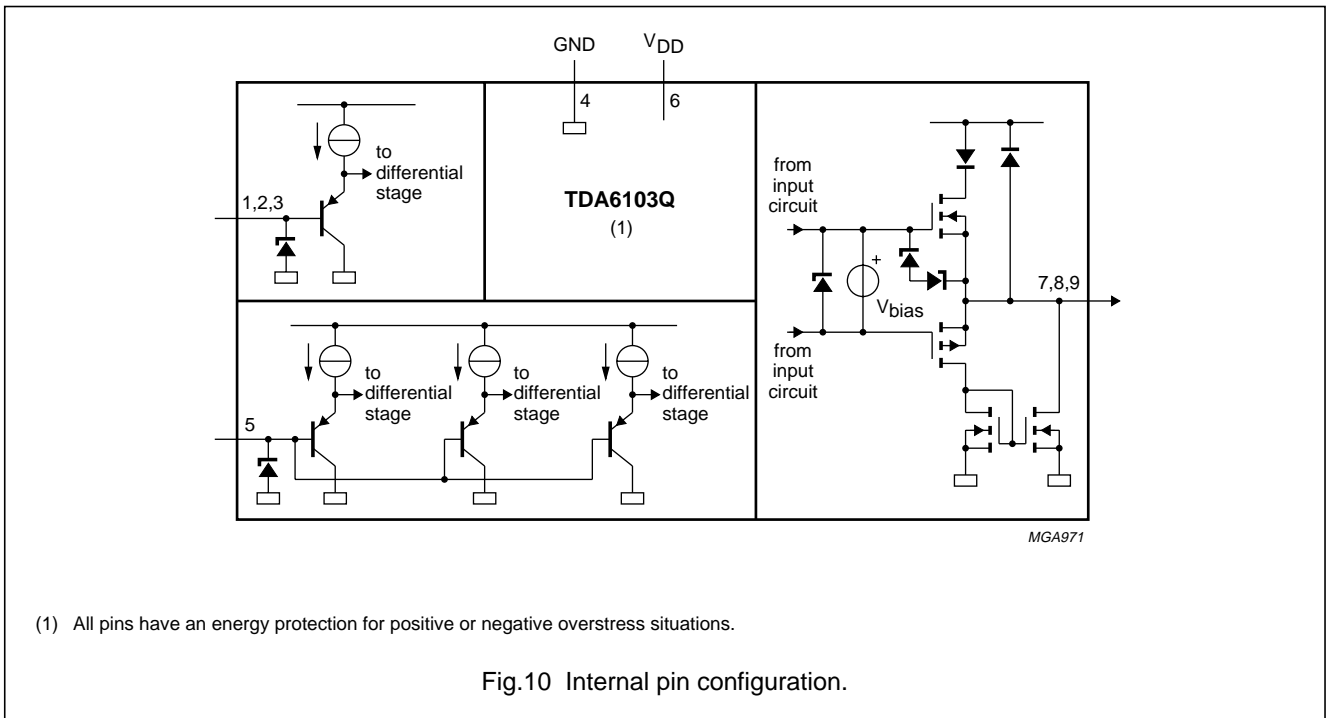 GND
VDD
4
6
to
differential
stage
1,2,3
TDA6103Q
(1)
from
input
circuit
+
Vbias
7,8,9
from
input
circuit
to
differential
stage
to
differential
stage
to
differential
stage
5
MGA971
(1) All pins have an energy protection for positive or negative overstress situations.
Fig.10 Internal pin configuration.